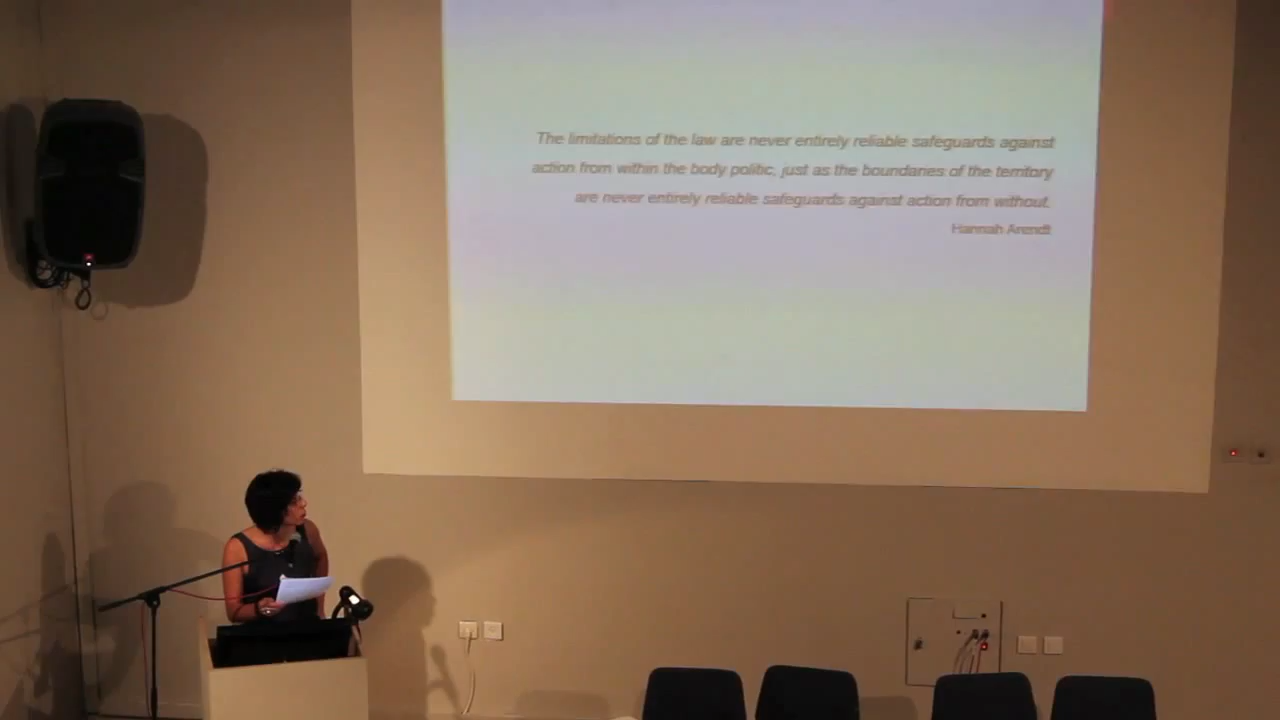 The limitations of the law are never entirely reliable safeguards against
action from within the body politic, just as the boundaries of the territory
are never entirely reliable safeguards against action from without.
Hannah Arendt